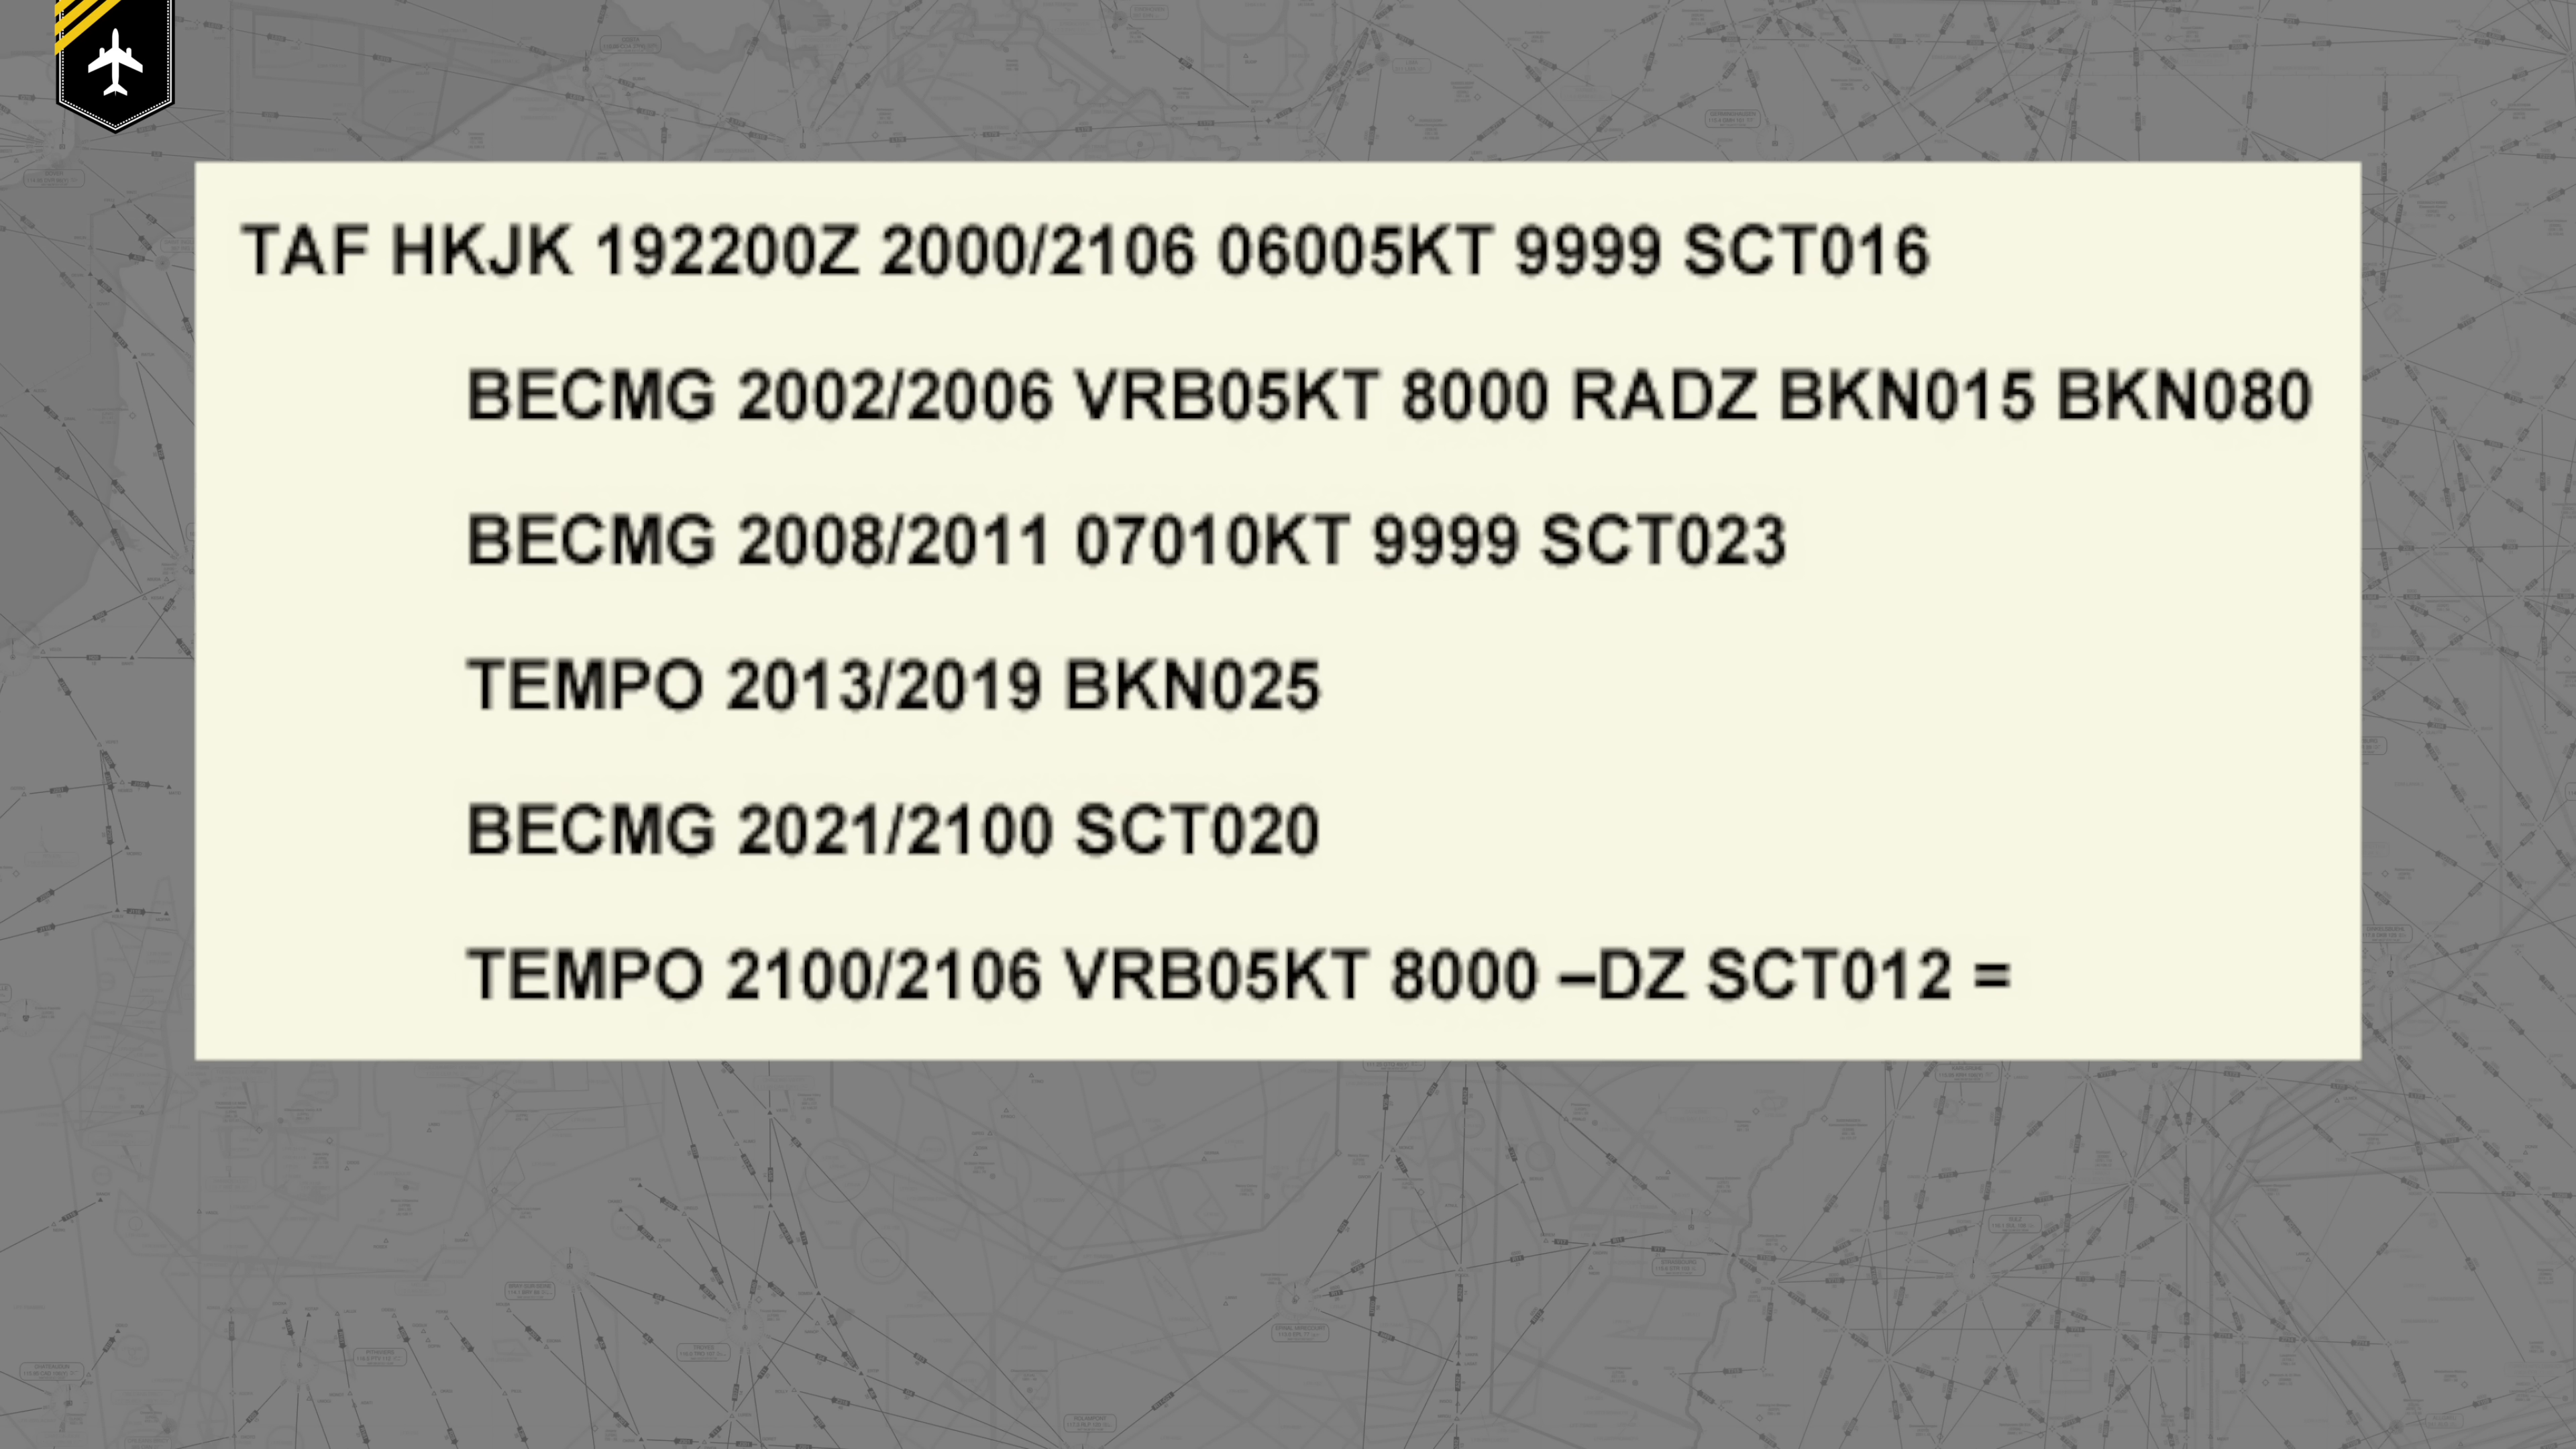 TAF HKJK 192200Z 2000/2106 06005KT 9999 SCT016
BECMG 2002/2006 VRB05KT 8000 RADZ BKN015 BKN080
BECMG 2008/2011 07010KT 9999 SCT023
TEMPO 2013/2019 BKN025
BECMG 2021/2100 SCT020
TEMPO 2100/2106 VRB05KT 8000 –DZ SCT012 =